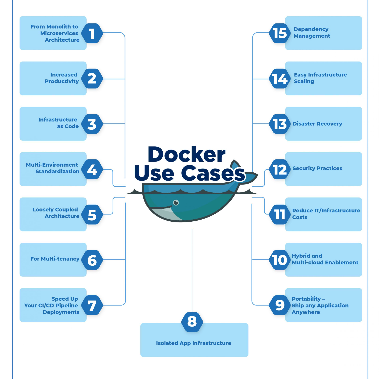 From Monolith to
Microservices
Architecture
1
Increased
Productivity
2
Infrastructure
as Code
3
Multi-Environment
Standardization
4
Loosely Coupled
Architecture
5
For Multi-tenancy
6
Speed Up
Your CI/CD Pipeline
Deployments
7
Docker
Use Cases
8
Isolated App Infrastructure
15
Dependency
Management
14
Easy Infrastructure
Scaling
13
Disaster Recovery
12
Security Practices
11
Reduce IT/Infrastructure
Costs
10
Hybrid and
Multi-cloud Enablement
9
Portability –
Ship any Application
Anywhere